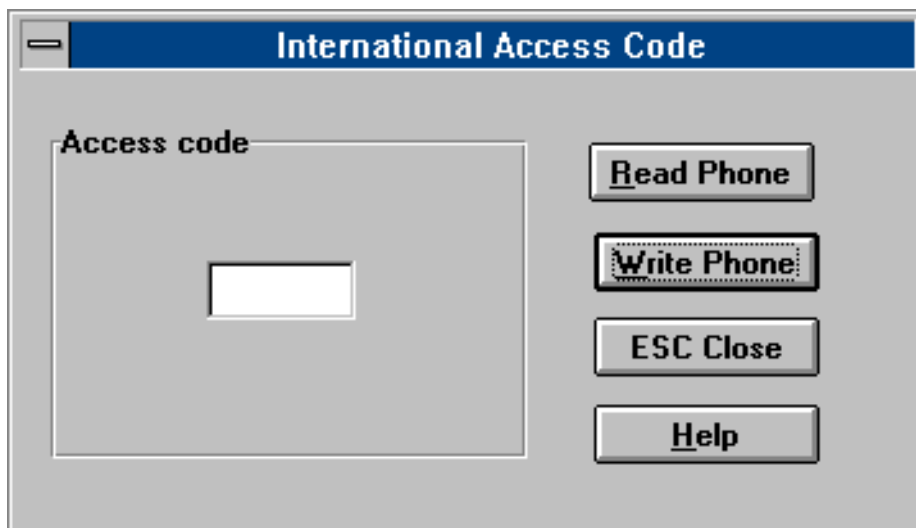 International Access Code
Access code
Read Phone
Write Phone
ESC Close
Help